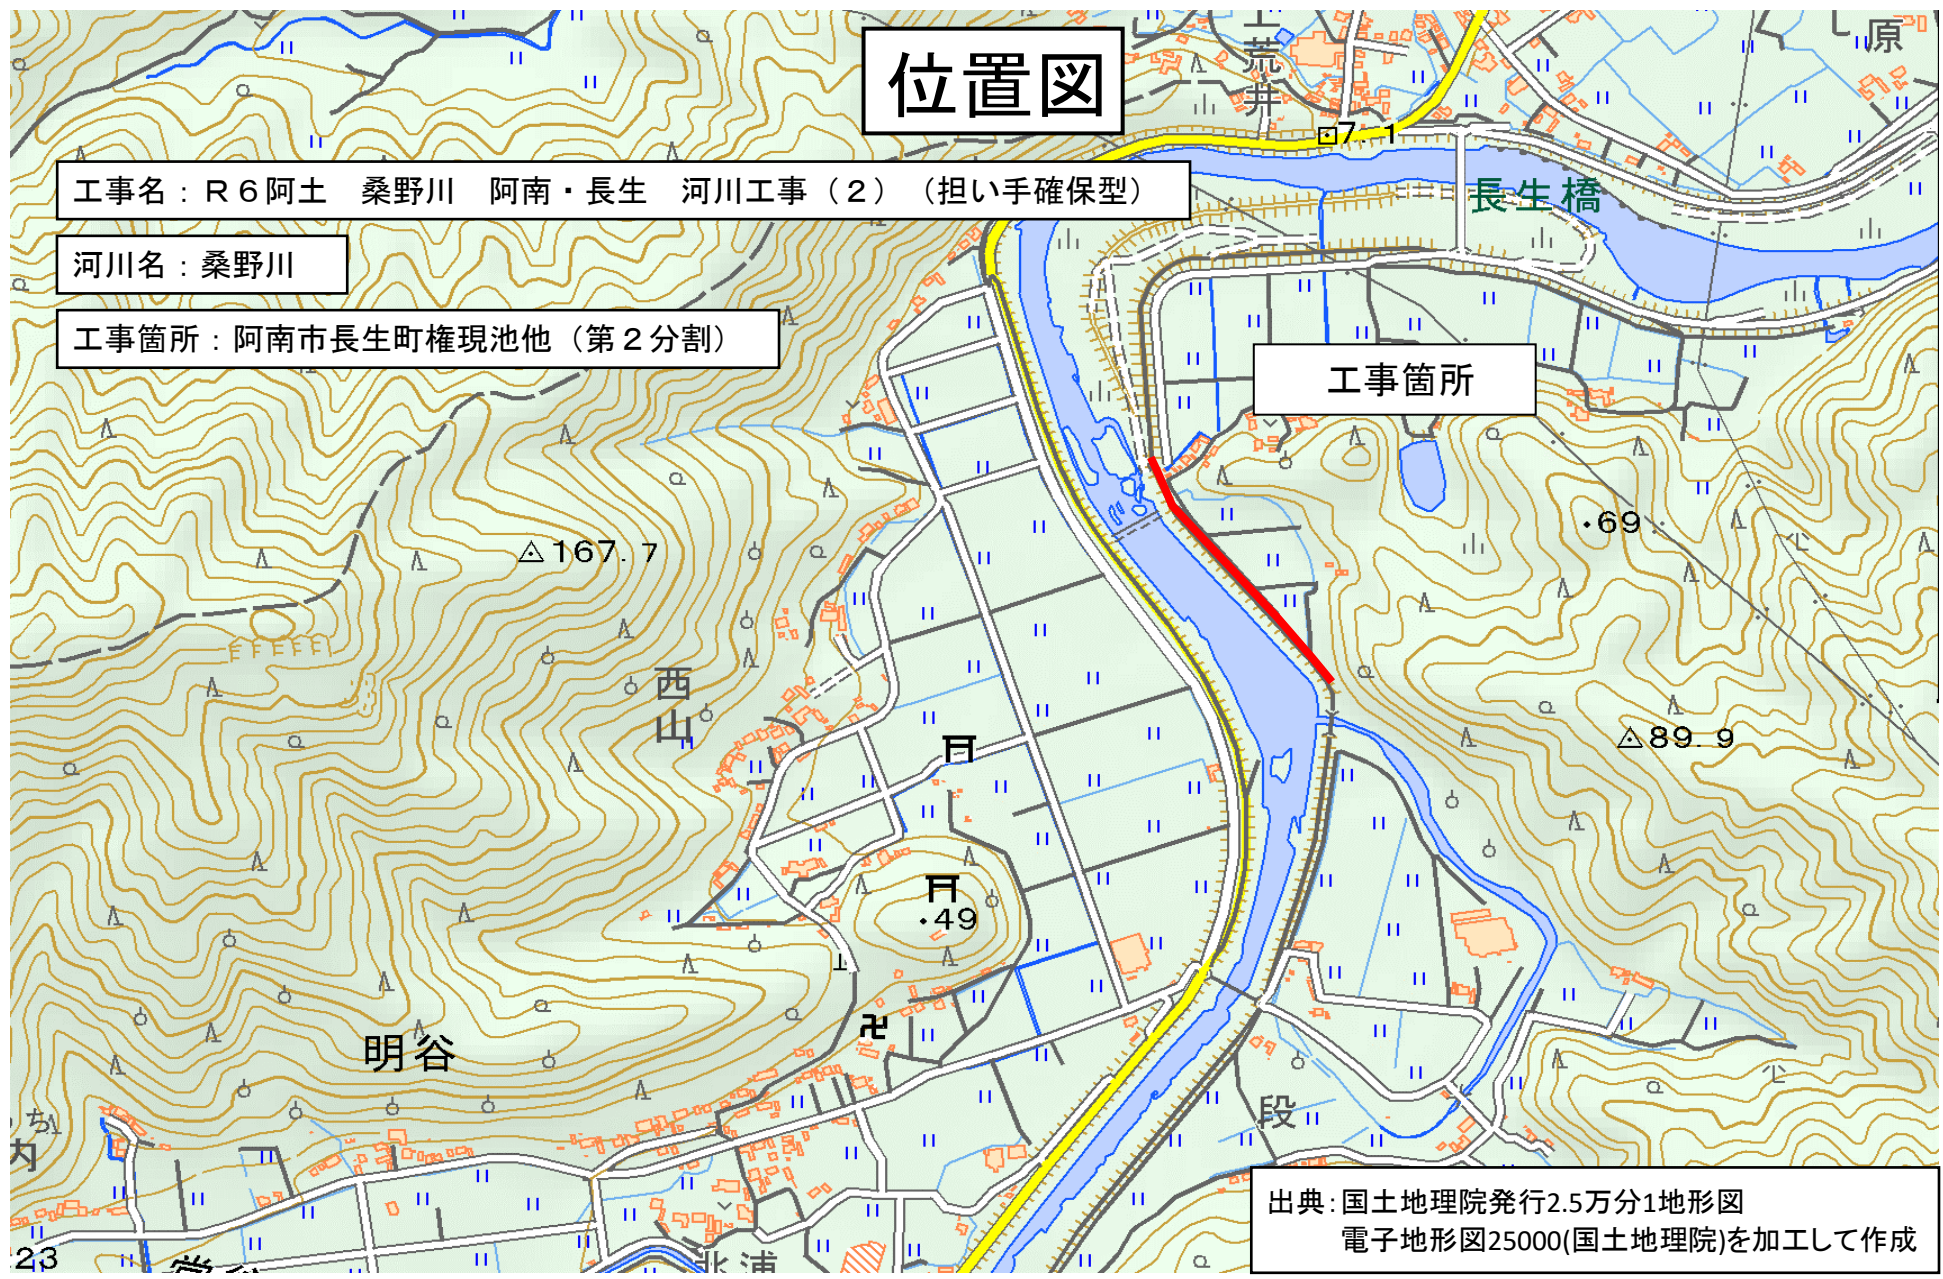 位置図
工事名：Ｒ６阿土　桑野川　阿南・長生　河川工事（２）（担い手確保型）
河川名：桑野川
工事箇所：阿南市長生町権現池他（第２分割）
工事箇所
上荒井
原
7.1
長生橋
167.7
69
西山
89.9
49
明谷
段
内
23
北浦
出典：国土地理院発行2.5万分1地形図
電子地形図25000(国土地理院)を加工して作成